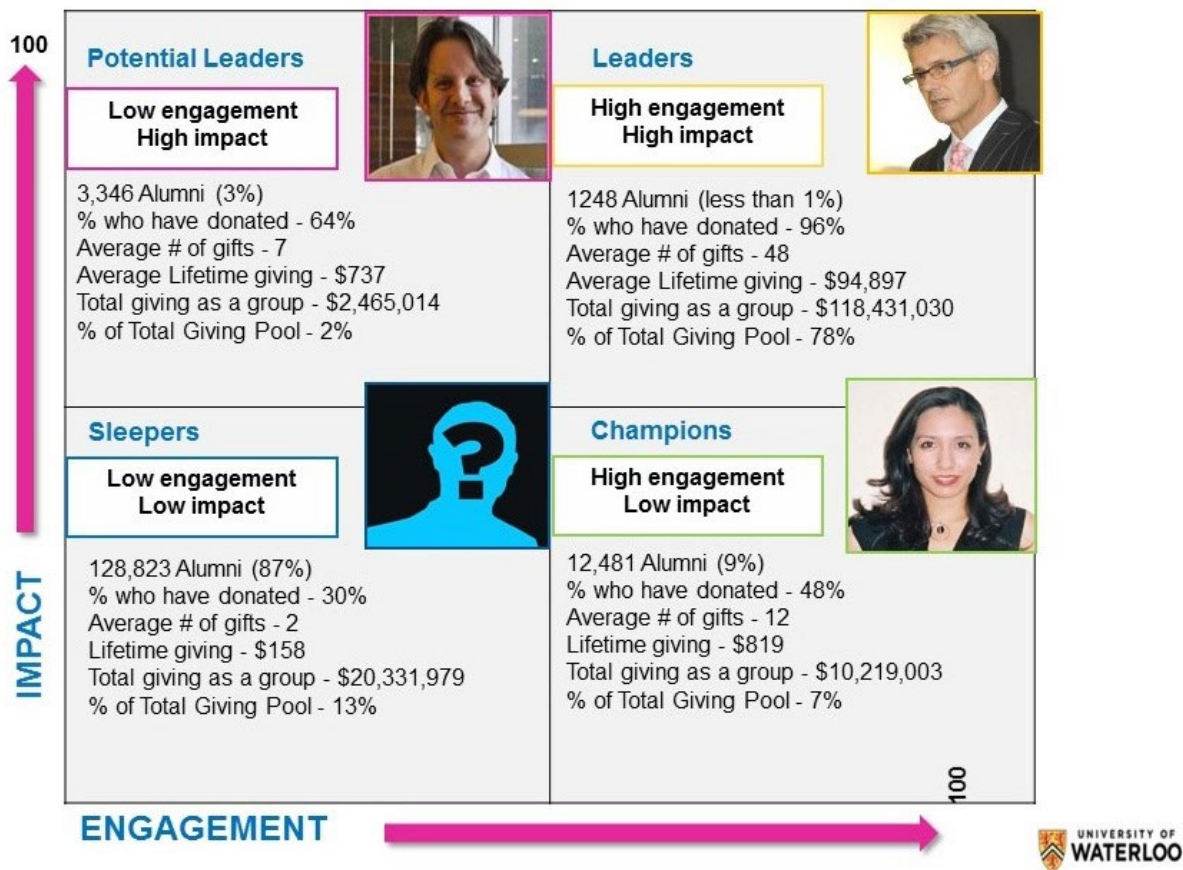 100
Potential Leaders
Low engagement
High impact
3,346 Alumni (3%)
% who have donated - 64%
Average # of gifts - 7
Average Lifetime giving - $737
Total giving as a group - $2,465,014
% of Total Giving Pool - 2%
Leaders
High engagement
High impact
1248 Alumni (less than 1%)
% who have donated - 96%
Average # of gifts - 48
Average Lifetime giving - $94,897
Total giving as a group - $118,431,030
% of Total Giving Pool - 78%
Sleepers
Low engagement
Low impact
?
128,823 Alumni (87%)
% who have donated - 30%
Average # of gifts - 2
Lifetime giving - $158
Total giving as a group - $20,331,979
% of Total Giving Pool - 13%
Champions
High engagement
Low impact
12,481 Alumni (9%)
% who have donated - 48%
Average # of gifts - 12
Lifetime giving - $819
Total giving as a group - $10,219,003
% of Total Giving Pool - 7%
100
IMPACT
ENGAGEMENT
UNIVERSITY OF
WATERLOO